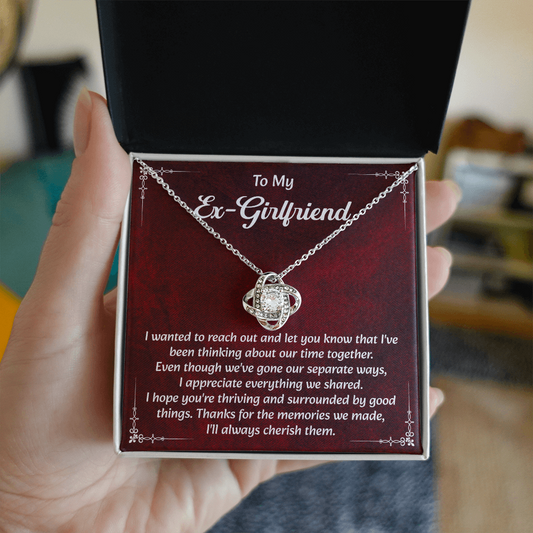 To My
Ex-Girlfriend
I wanted to reach out and let you know that I've
been thinking about our time together.
Even though we've gone our separate ways,
I appreciate everything we shared.
I hope you're thriving and surrounded by good
things. Thanks for the memories we made,
I'll always cherish them.